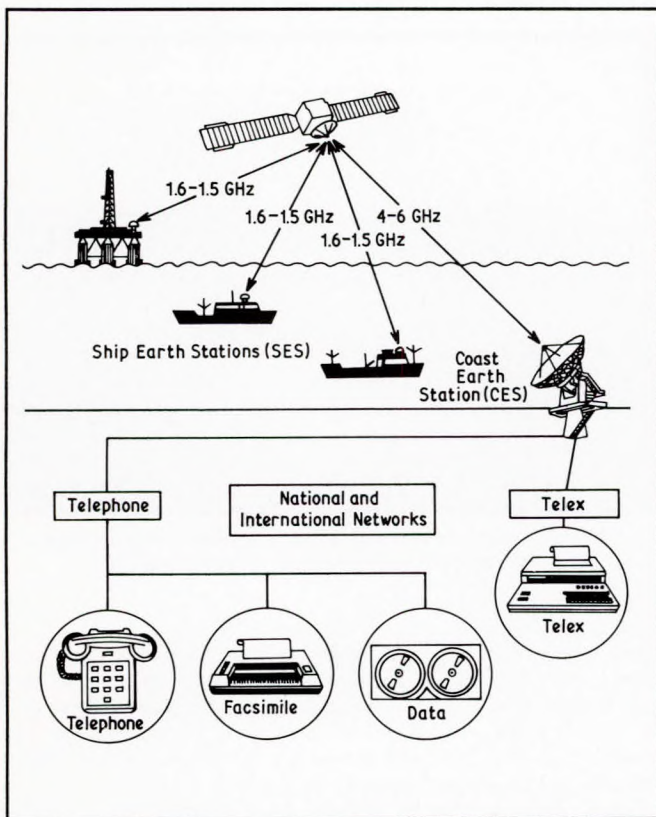 1.6-1.5 GHz
1.6-1.5 GHz
4-6 GHz
1.6-1.5 GHz
Ship Earth Stations (SES)
Coast
Earth
Station (CES)
Telephone
National and
International Networks
Telex
Telex
Telephone
Facsimile
Data